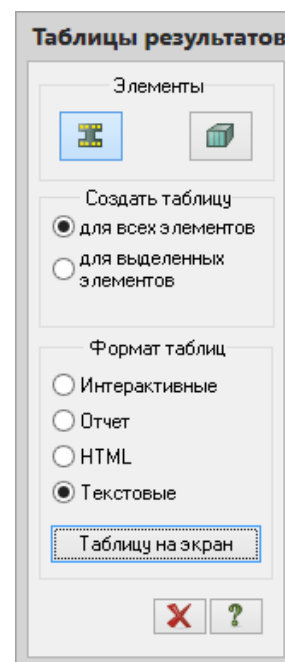 Таблицы результатов
Элементы
Создать таблицу
для всех элементов
для выделенных
элементов
Формат таблиц
Интерактивные
Отчет
HTML
Текстовые
Таблицу на экран
?